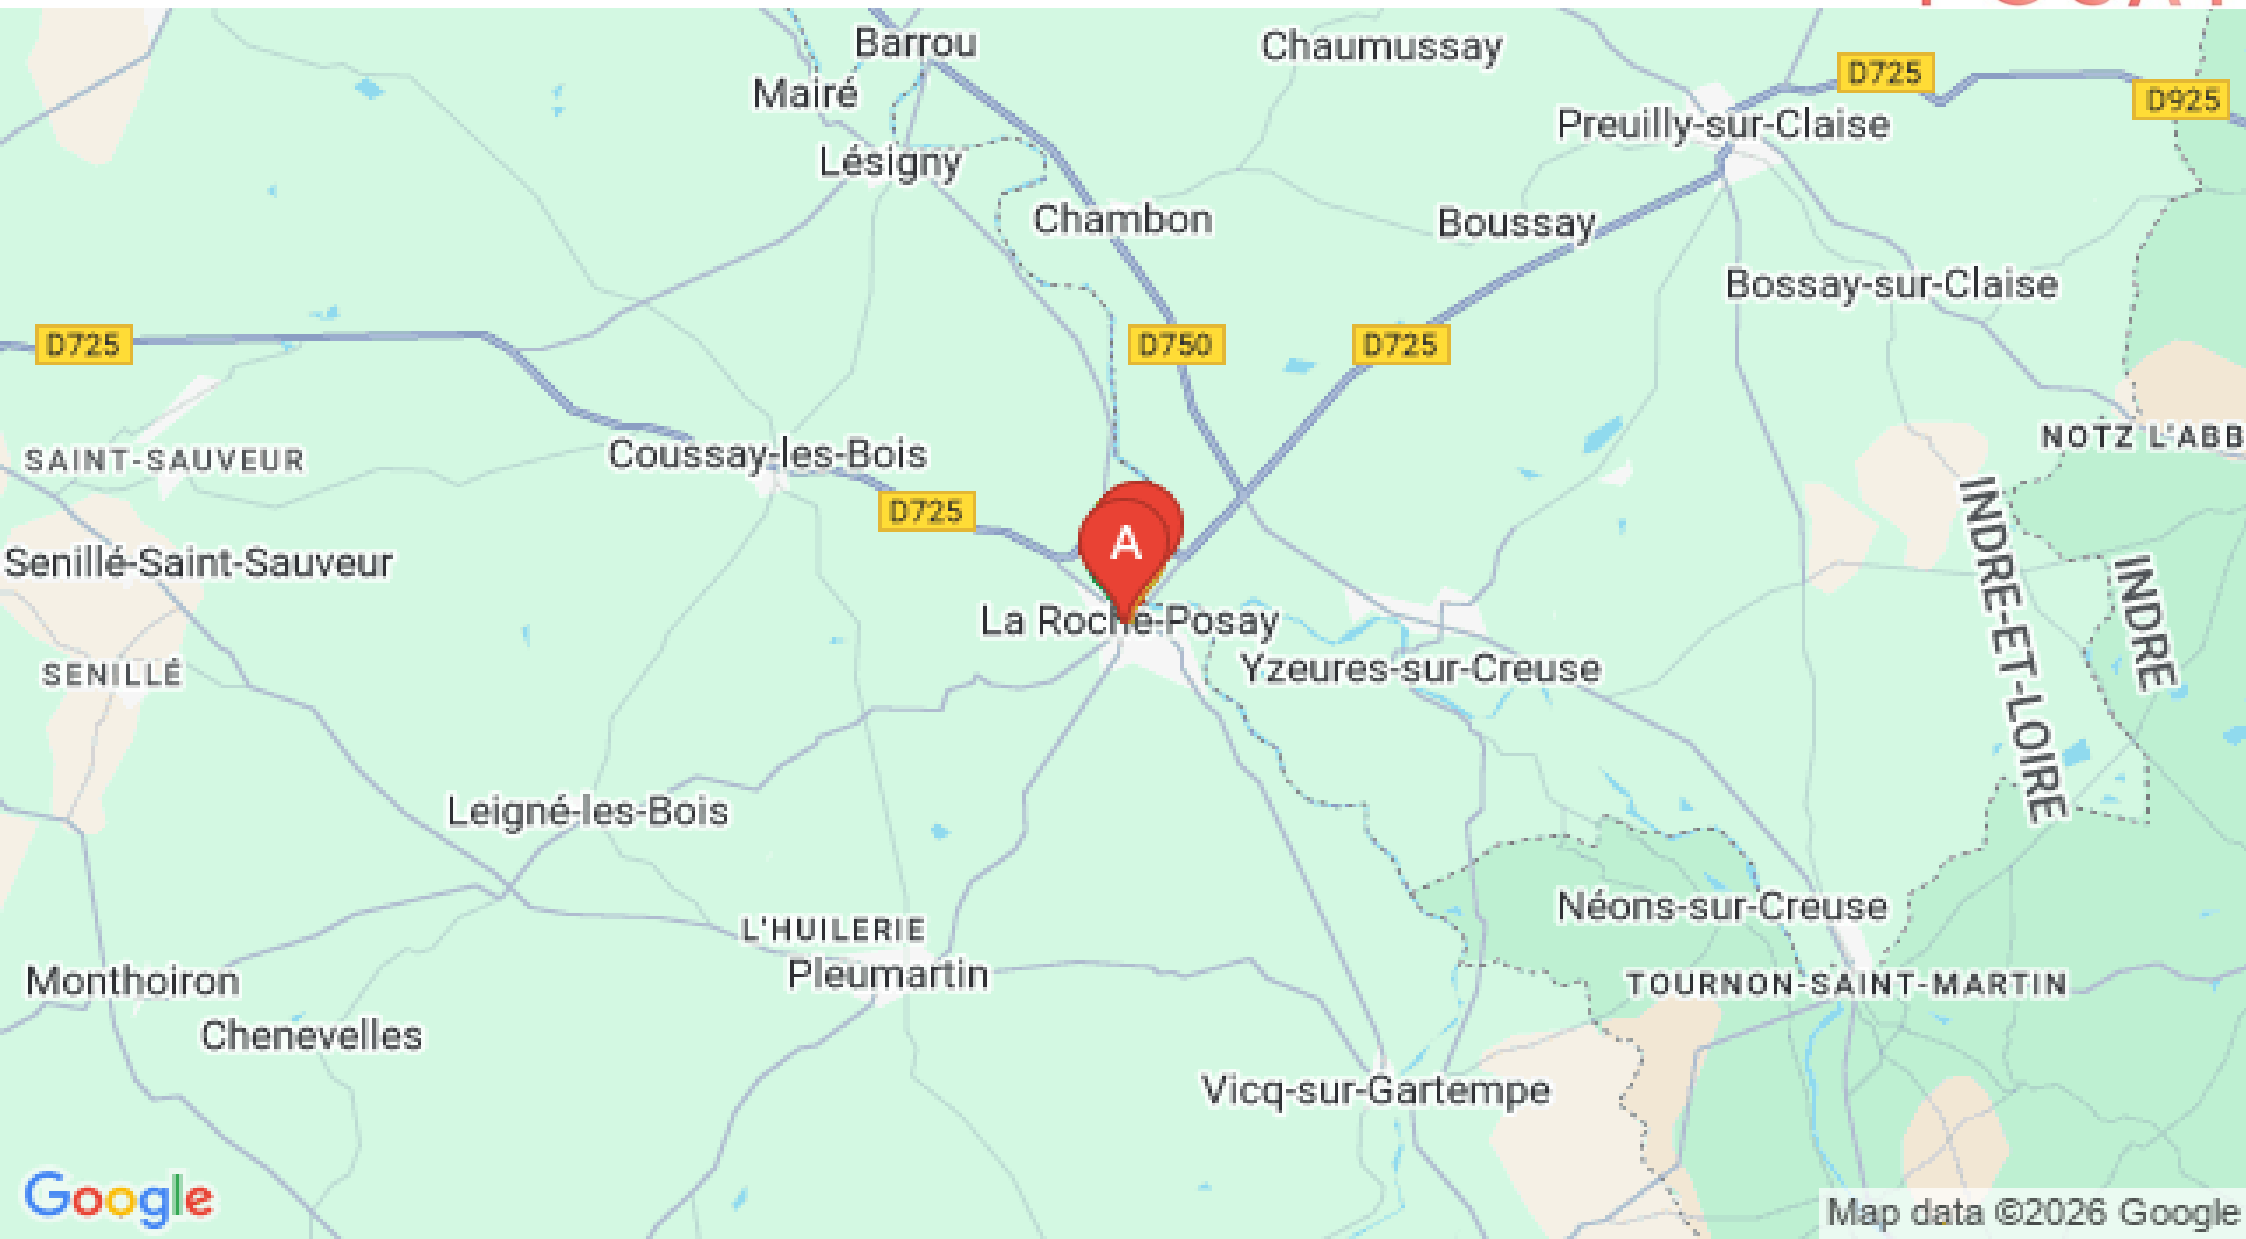 Barrou
Chaumussay
D725
Mairé
D925
Preuilly-sur-Claise
Lésigny
Chambon
Boussay
Bossay-sur-Claise
D725
D750
D725
NOTZ L'ABB
SAINT-SAUVEUR
Coussay-les-Bois
D725
INDRE-ET-LOIRE
INDRE
A
Senillé-Saint-Sauveur
La Roche-Posay
Yzeures-sur-Creuse
SENILLÉ
Leigné-les-Bois
Néons-sur-Creuse
L'HUILERIE
Pleumartin
Monthoiron
TOURNON-SAINT-MARTIN
Chenevelles
Vicq-sur-Gartempe
Google
Map data ©2026 Google